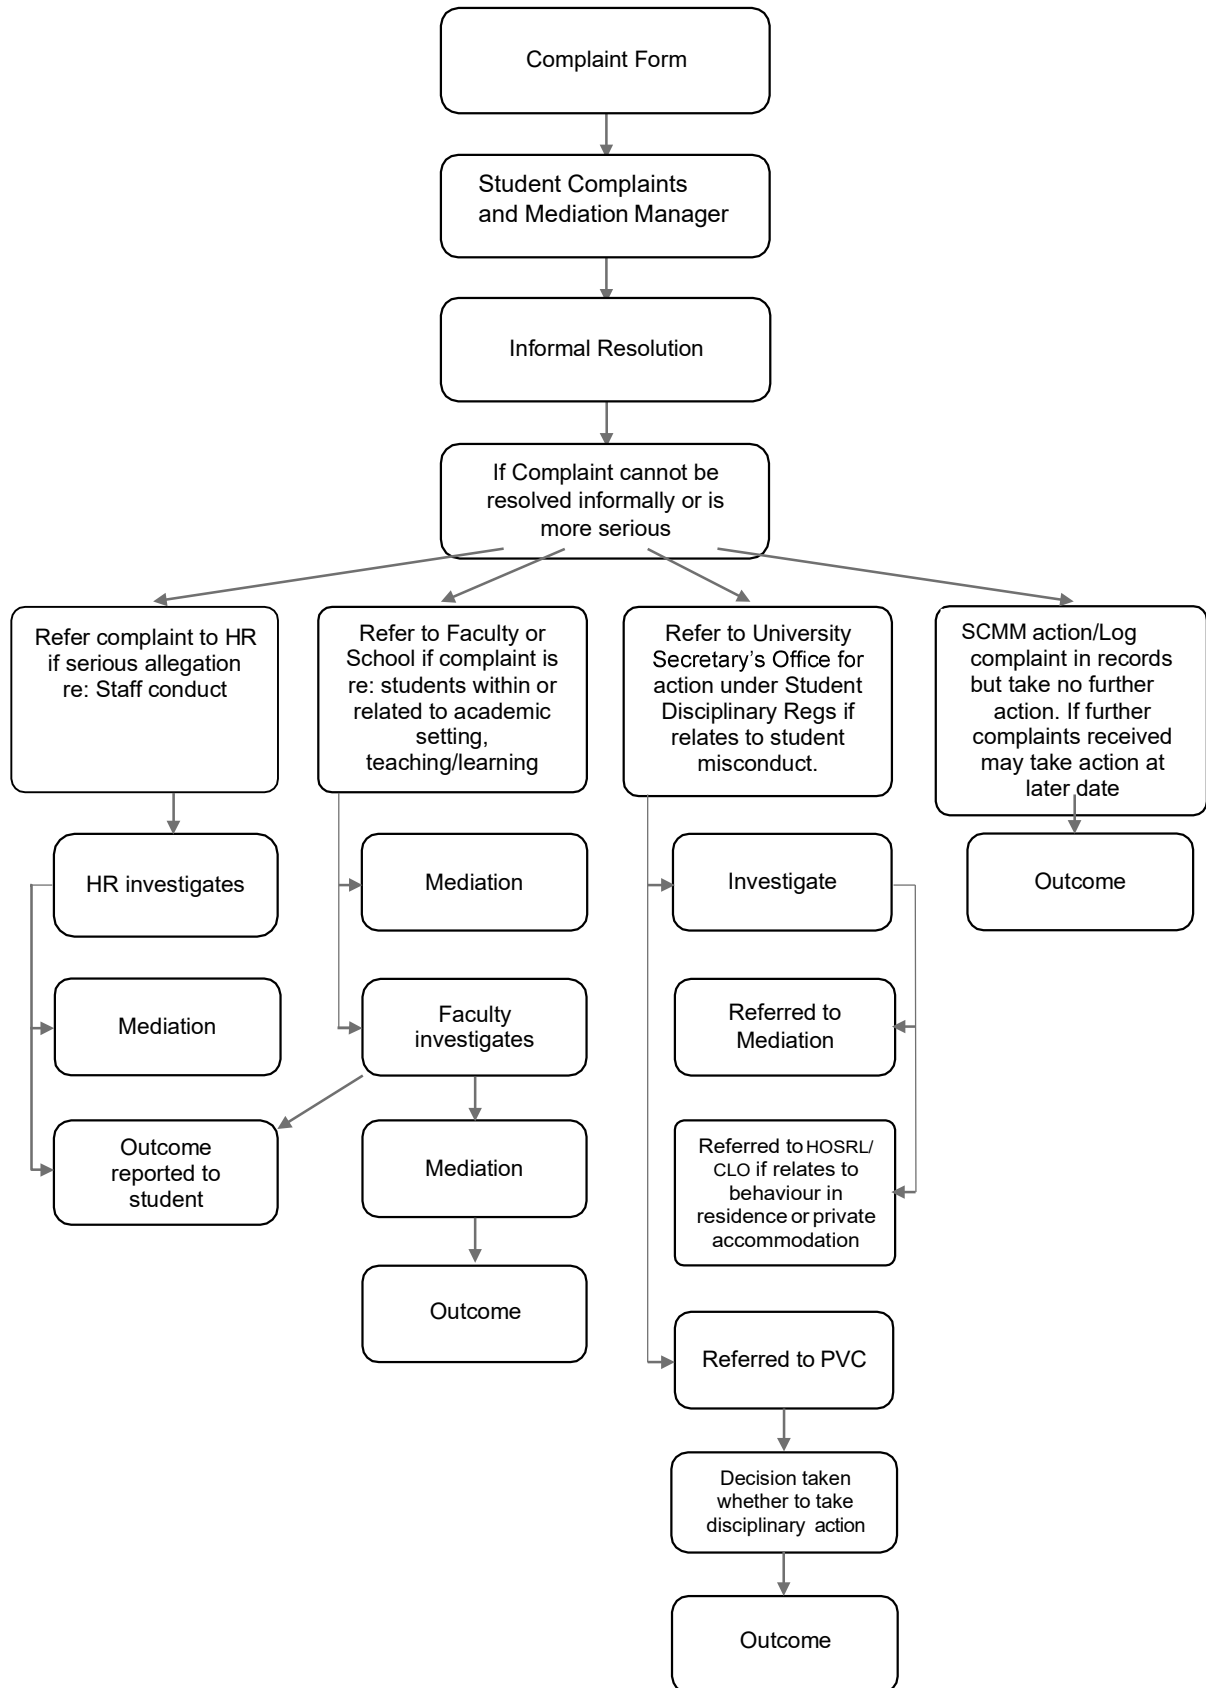 Complaint Form
Student Complaints
and Mediation Manager
Informal Resolution
If Complaint cannot be
resolved informally or is
more serious
Refer complaint to HR
if serious allegation
re: Staff conduct
Refer to Faculty or
School if complaint is
re: students within or
related to academic
setting,
teaching/learning
Refer to University
Secretary’s Office for
action under Student
Disciplinary Regs if
relates to student
misconduct.
SCMM action/Log
complaint in records
but take no further
action. If further
complaints received
may take action at
later date
HR investigates
Mediation
Investigate
Outcome
Mediation
Faculty
investigates
Referred to
Mediation
Outcome
reported to
student
Mediation
Referred to HOSRL/
CLO if relates to
behaviour in
residence or private
accommodation
Outcome
Referred to PVC
Decision taken
whether to take
disciplinary action
Outcome